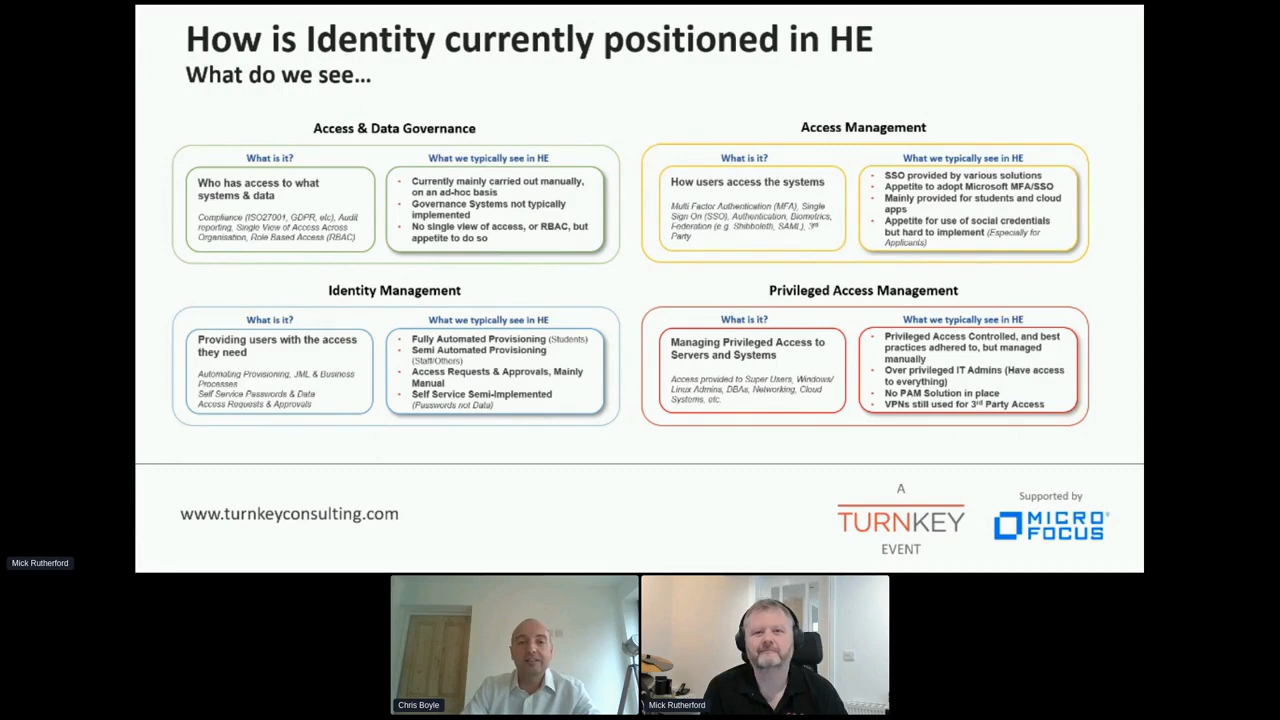 How is Identity currently positioned in HE
What do we see...
Access & Data Governance
What is it?
Who has access to what
systems & data
Compliance (ISO27001, GDPR, etc), Audit
reporting, Single View of Access Across
Organisation, Role Based Access (RBAC)
What we typically see in HE
• Currently mainly carried out manually,
on an ad-hoc basis
• Governance Systems not typically
implemented
• No single view of access, or RBAC, but
appetite to do so
Access Management
What is it?
How users access the systems
Multi Factor Authentication (MFA), Single
Sign On (SSO), Authentication, Biometrics,
Federation (e.g. Shibboleth, SAML), 3rd
Party
What we typically see in HE
• SSO provided by various solutions
• Appetite to adopt Microsoft MFA/SSO
• Mainly provided for students and cloud
apps
• Appetite for use of social credentials
but hard to implement (Especially for
Applicants)
Identity Management
What is it?
Providing users with the access
they need
Automating Provisioning, JML & Business
Processes
Self Service Passwords & Data
Access Requests & Approvals
What we typically see in HE
• Fully Automated Provisioning (Students)
• Semi Automated Provisioning
(Staff/Others)
• Access Requests & Approvals, Mainly
Manual
• Self Service Semi-Implemented
(Passwords not Data)
Privileged Access Management
What is it?
Managing Privileged Access to
Servers and Systems
Access provided to Super Users, Windows/
Linux Admins, DBAs, Networking, Cloud
Systems, etc.
What we typically see in HE
• Privileged Access Controlled, and best
practices adhered to, but managed
manually
• Over privileged IT Admins (Have access
to everything)
• No PAM Solution in place
• VPNs still used for 3rd Party Access
www.turnkeyconsulting.com
A
TURNKEY
EVENT
Supported by
MICRO
FOCUS
Mick Rutherford
Chris Boyle
Mick Rutherford